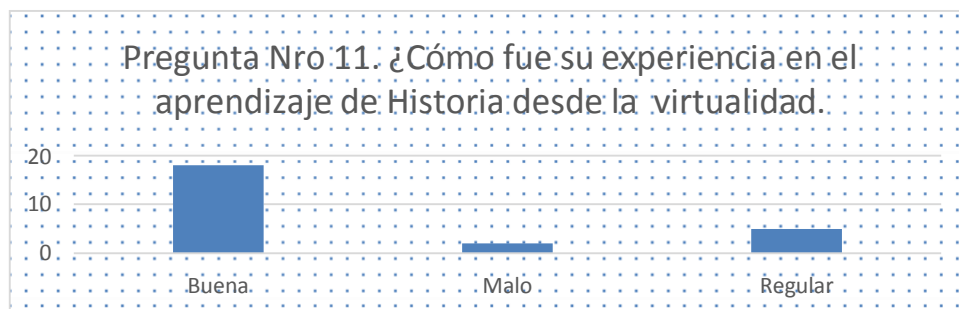 Pregunta Nro 11. ¿Cómo fue su experiencia en el
aprendizaje de Historia desde la  virtualidad.
20
10
0
Buena
Malo
Regular